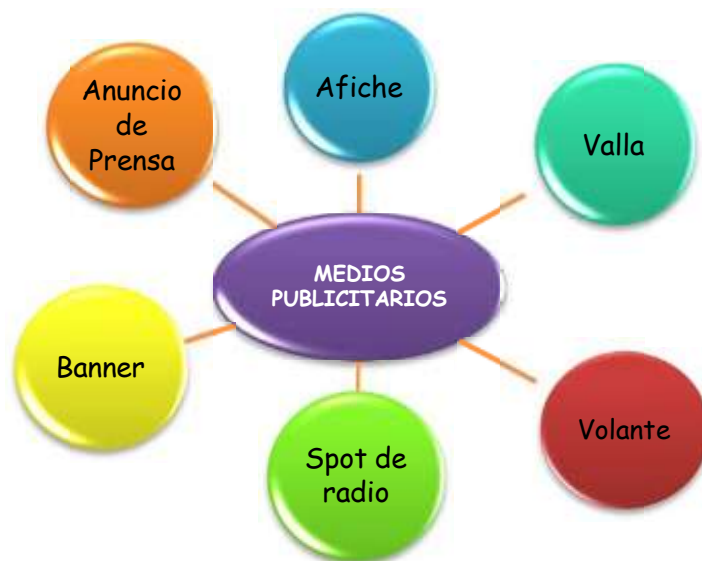 Anuncio
de
Prensa
Afiche
Valla
MEDIOS
PUBLICITARIOS
Banner
Spot de
radio
Volante